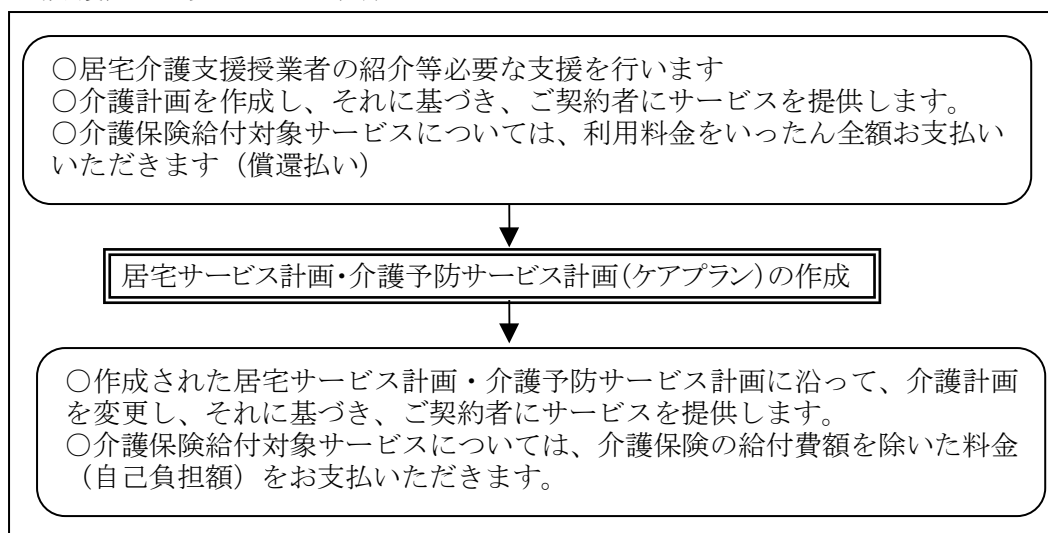 ○居宅介護支援授業者の紹介等必要な支援を行います
○介護計画を作成し、それに基づき、ご契約者にサービスを提供します。
○介護保険給付対象サービスについては、利用料金をいったん全額お支払い
いただきます（償還払い）
居宅サービス計画・介護予防サービス計画(ケアプラン)の作成
○作成された居宅サービス計画・介護予防サービス計画に沿って、介護計画
を変更し、それに基づき、ご契約者にサービスを提供します。
○介護保険給付対象サービスについては、介護保険の給付費額を除いた料金
（自己負担額）をお支払いただきます。